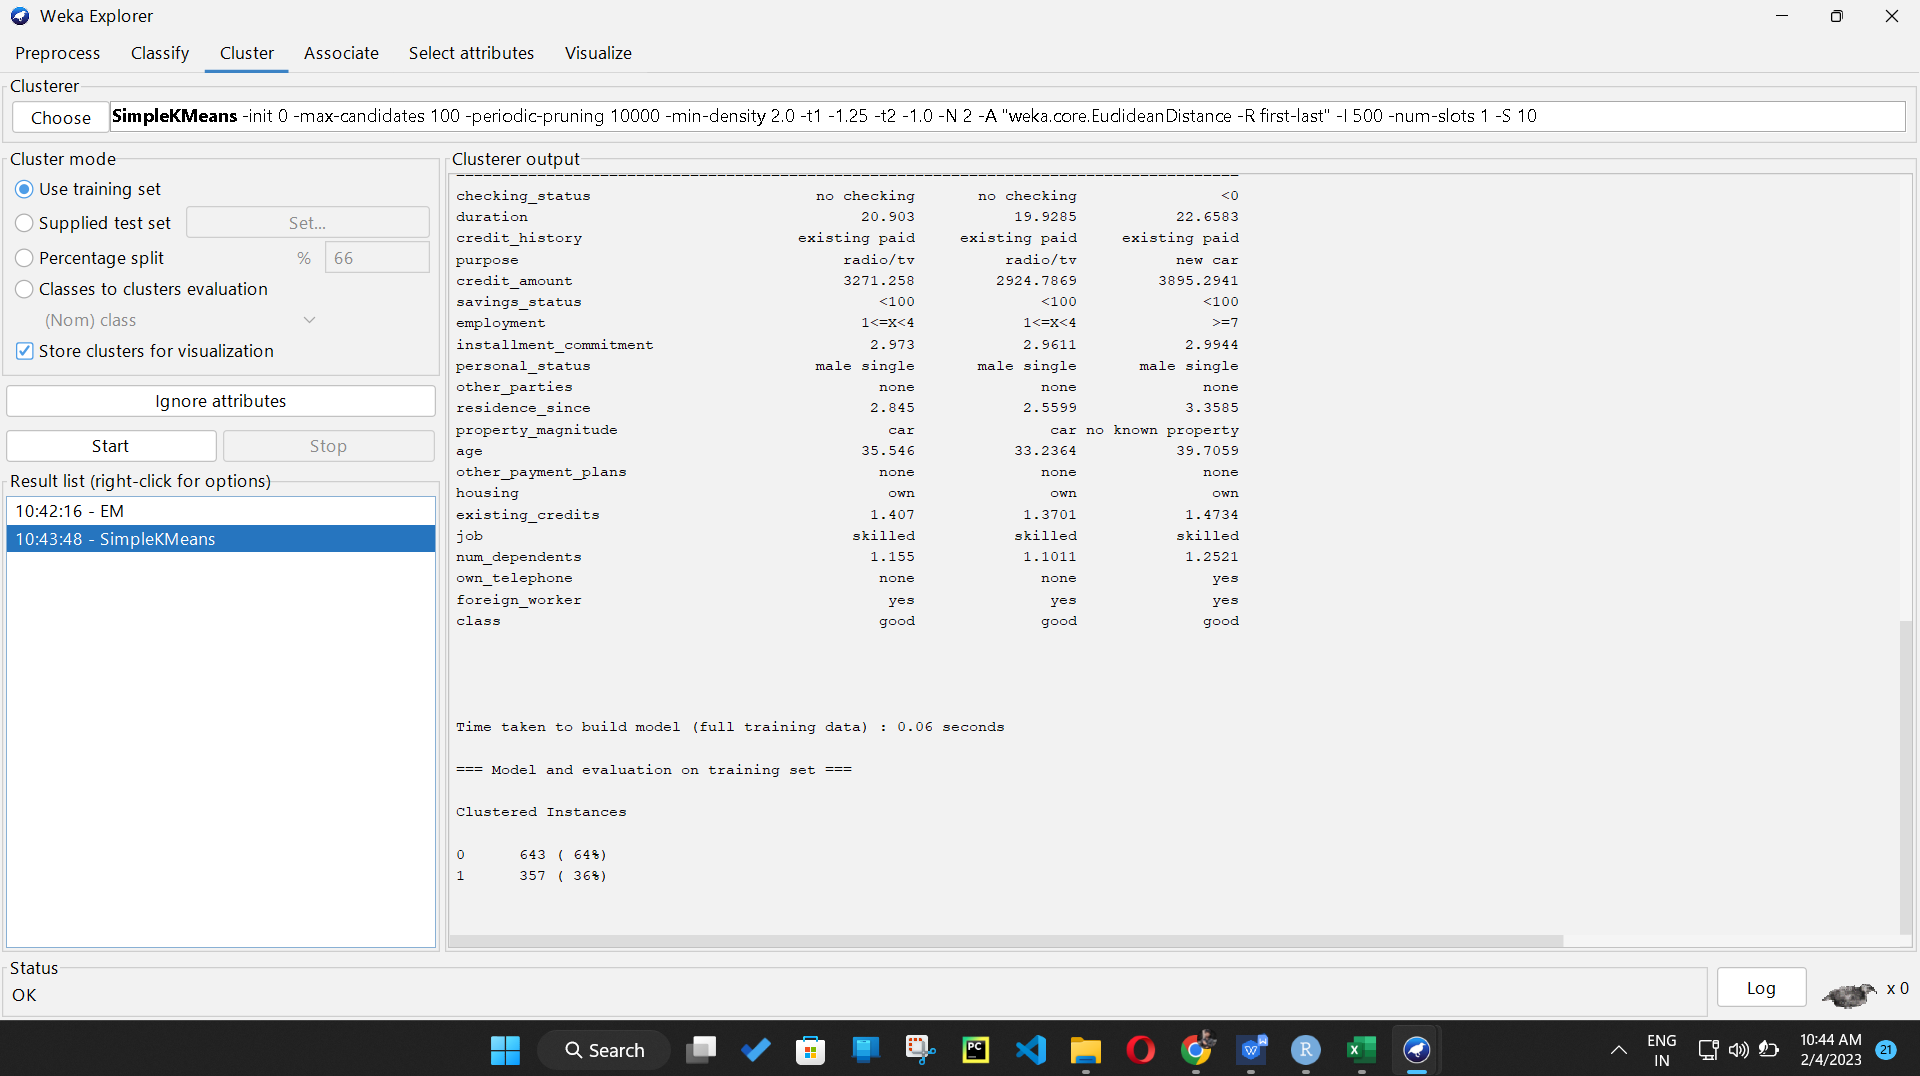 Weka Explorer
Preprocess Classify Cluster Associate Select attributes Visualize
Clusterer
Choose SimpleKMeans -init 0 -max-candidates 100 -periodic-pruning 10000 -min-density 2.0 -t1 -1.25 -t2 -1.0 -N 2 -A "weka.core.EuclideanDistance -R first-last" -I 500 -num-slots 1 -S 10
Cluster mode
Use training set
Supplied test set Set...
Percentage split % 66
Classes to clusters evaluation
(Nom) class
Store clusters for visualization
Ignore attributes
Start Stop
Result list (right-click for options)
10:42:16 - EM
10:43:48 - SimpleKMeans
Clusterer output
checking_status no checking no checking <0
duration 20.903 19.9285 22.6583
credit_history existing paid existing paid existing paid
purpose radio/tv radio/tv new car
credit_amount 3271.258 2924.7869 3895.2941
savings_status <100 <100 <100
employment 1<=X<4 1<=X<4 >=7
installment_commitment 2.973 2.9611 2.9944
personal_status male single male single male single
other_parties none none none
residence_since 2.845 2.5599 3.3585
property_magnitude car car no known property
age 35.546 33.2364 39.7059
other_payment_plans none none none
housing own own own
existing_credits 1.407 1.3701 1.4734
job skilled skilled skilled
num_dependents 1.155 1.1011 1.2521
own_telephone none none yes
foreign_worker yes yes yes
class good good good
Time taken to build model (full training data) : 0.06 seconds
=== Model and evaluation on training set ===
Clustered Instances
0 643 ( 64%)
1 357 ( 36%)
Status
OK
Log
x 0
Search
PC
W
R
X
ENG
IN
10:44 AM
2/4/2023
21